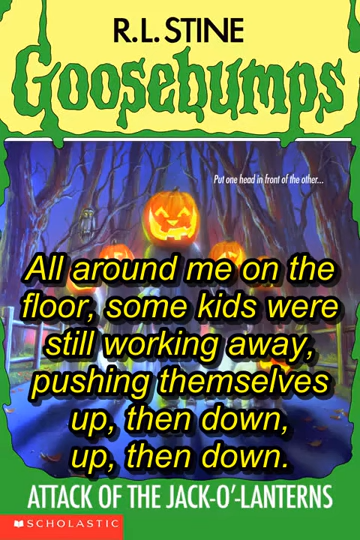 R.L. STINE
Goosebumps
Put one head in front of the other...
All around me on the
floor, some kids were
still working away,
pushing themselves
up, then down,
up, then down.
ATTACK OF THE JACK-O'-LANTERNS
SCHOLASTIC